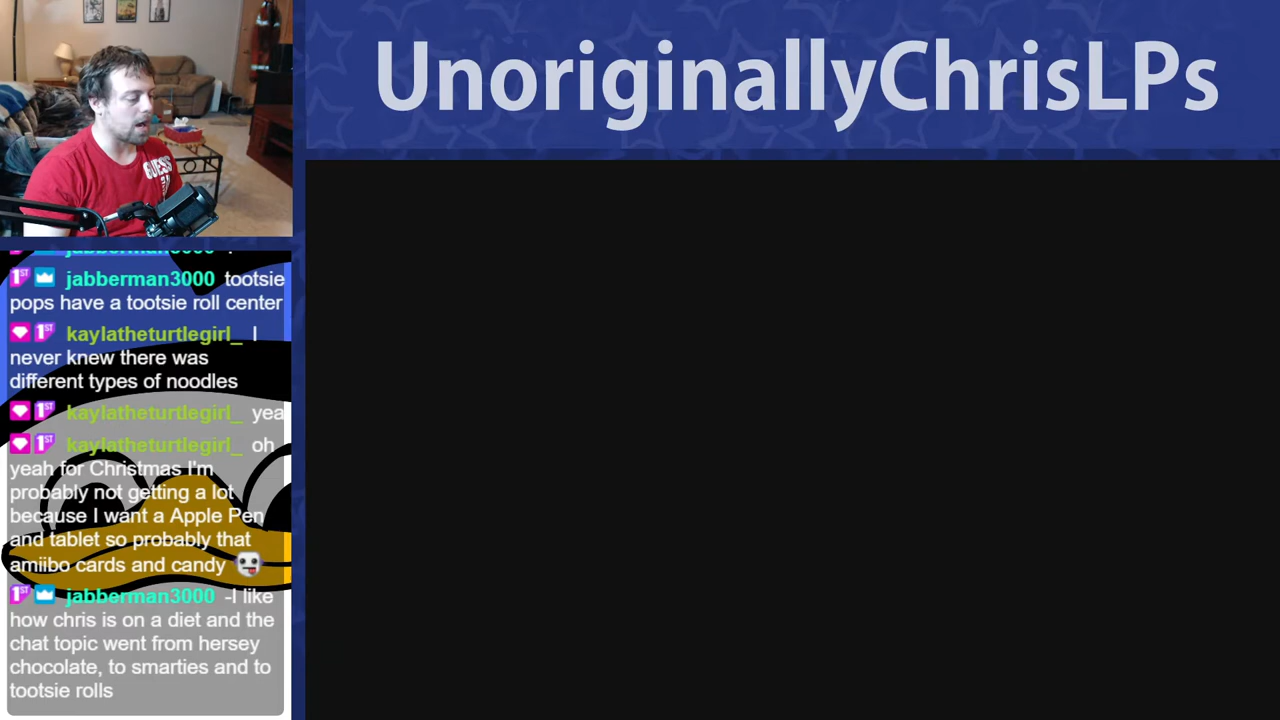 UnoriginallyChrisLPs
GUESS
jabberman3000 tootsie
pops have a tootsie roll center
kaylatheturtlegirl_ I
never knew there was
different types of noodles
kaylatheturtlegirl_ yea
kaylatheturtlegirl_ oh
yeah for Christmas I'm
probably not getting a lot
because I want a Apple Pen
and tablet so probably that
amiibo cards and candy
jabberman3000 -I like
how chris is on a diet and the
chat topic went from hersey
chocolate, to smarties and to
tootsie rolls